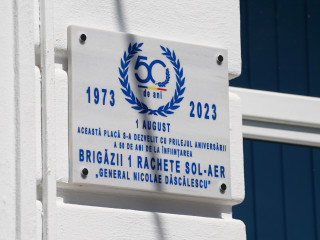 50
de ani
1973 2023
1 AUGUST
ACEASTĂ PLACĂ S-A DEZVELIT CU PRILEJUL ANIVERSĂRII
A 50 DE ANI DE LA ÎNFIINȚAREA
BRIGĂZII 1 RACHETE SOL-AER
„GENERAL NICOLAE DĂSCĂLESCU"